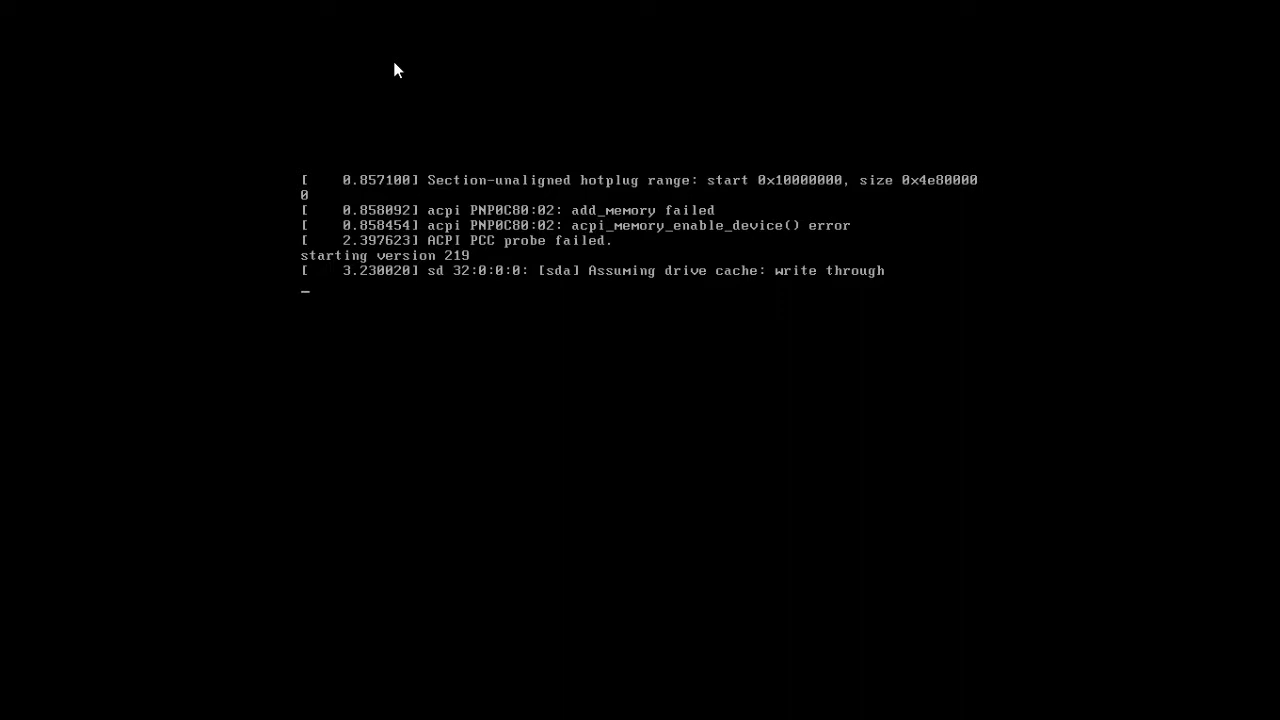 [    0.857100] Section-unaligned hotplug range: start 0x10000000, size 0x4e80000
0
[    0.858092] acpi PNP0C80:02: add_memory failed
[    0.858454] acpi PNP0C80:02: acpi_memory_enable_device() error
[    2.397623] ACPI PCC probe failed.
starting version 219
[    3.230020] sd 32:0:0:0: [sda] Assuming drive cache: write through
_